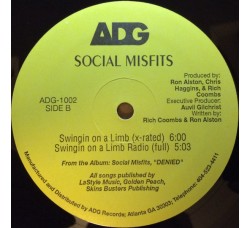 ADG
SOCIAL MISFITS
Produced by:
Ron Alston, Chris
Hoggins, & Rich
Coombs
Executive Producer:
Auvil Gilchrist
Written by:
Rich Coombs & Ron Alston
ADG-1002
SIDE B
Swingin on a Limb (x-rated) 6:00
Swingin on a Limb Radio (full) 5:03
From the Album: Social Misfits, "DENIED"
All songs published by
LaStyle Music, Golden Peach,
Skins Busters Publishing
Manufactured and Distributed by ADG Records; Atlanta GA 30305; Telephone: 404-523-4411